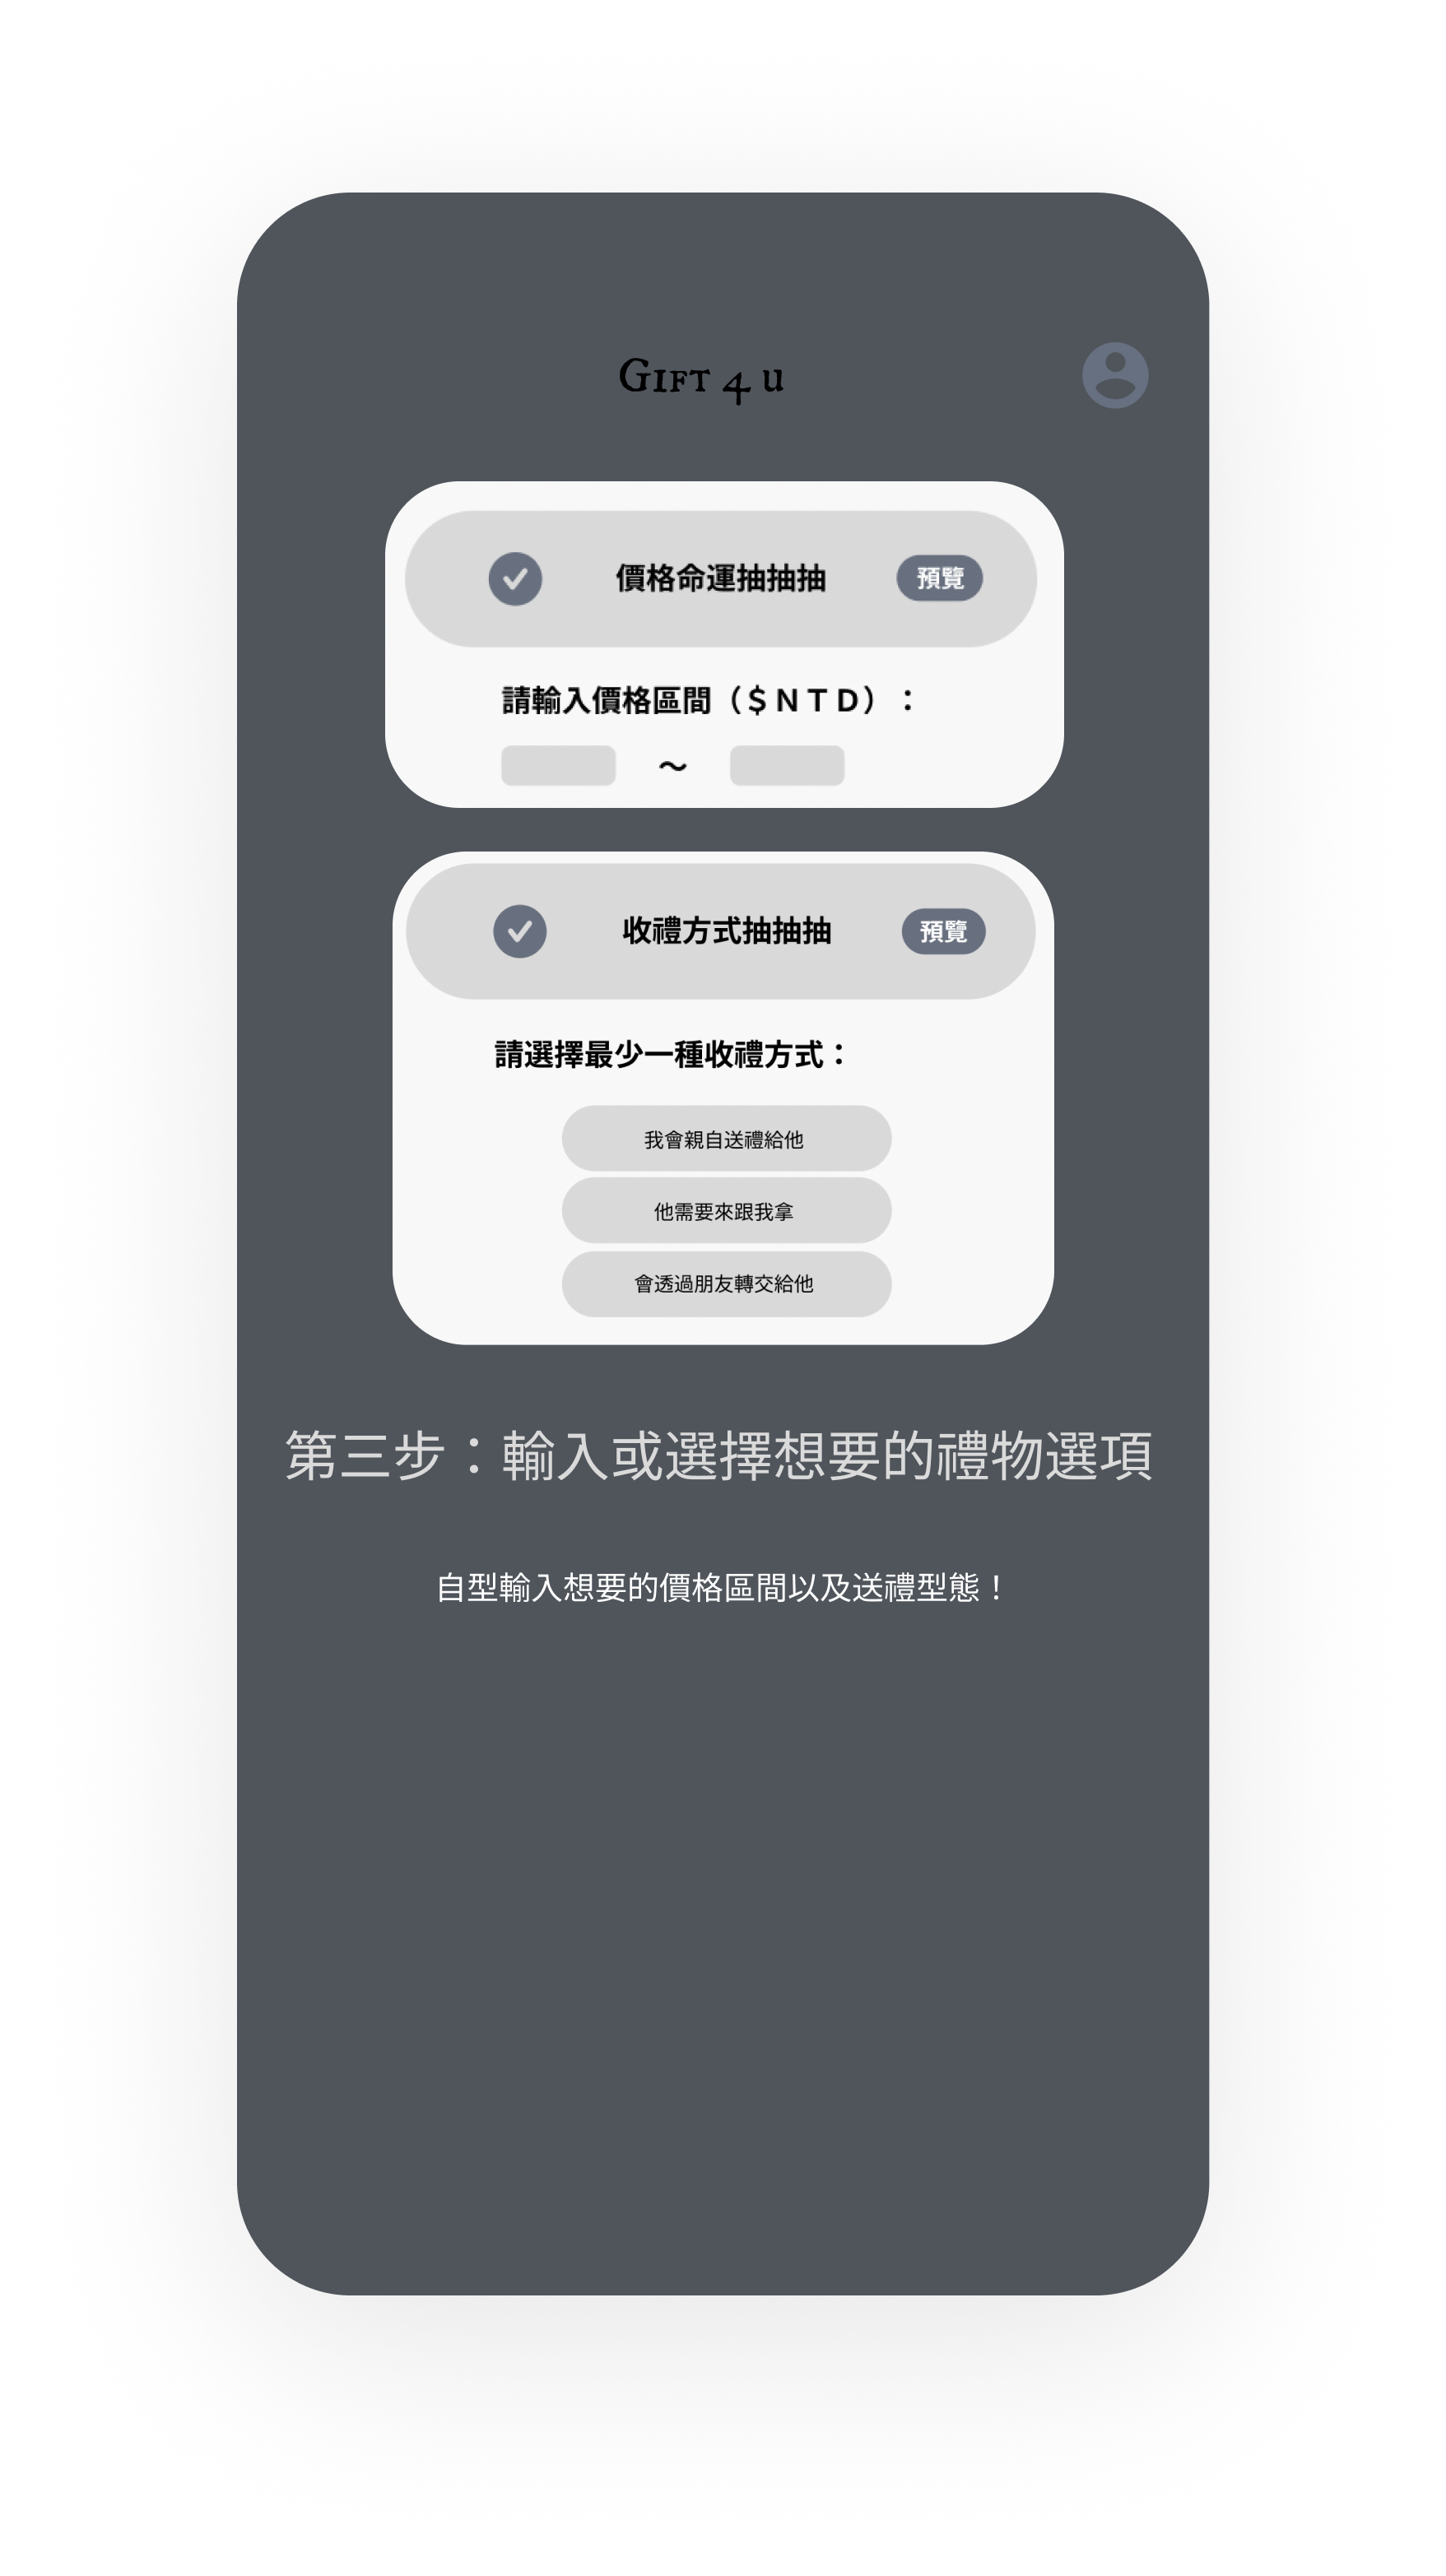 GIFT 4 U
價格命運抽抽抽 預覽
請輸入價格區間（$NTD）：
～
收禮方式抽抽抽 預覽
請選擇最少一種收禮方式：
我會親自送禮給他
他需要來跟我拿
會透過朋友轉交給他
第三步：輸入或選擇想要的禮物選項
自型輸入想要的價格區間以及送禮型態！